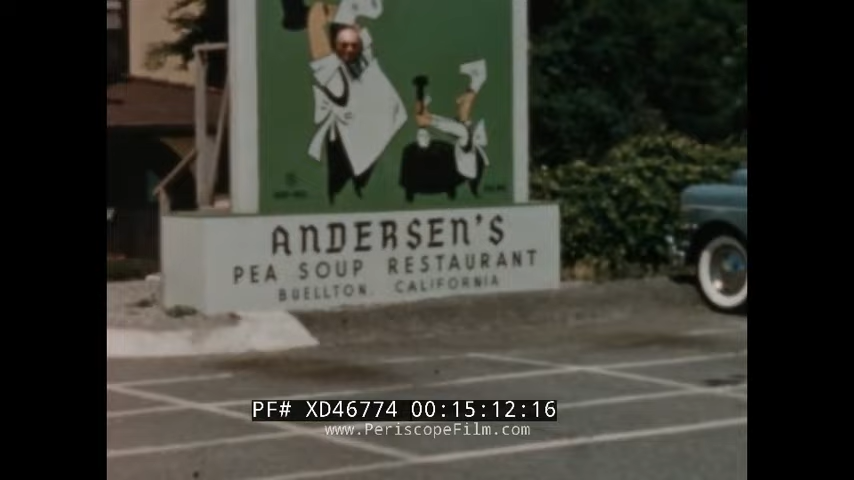 ANDERSEN'S
PEA SOUP RESTAURANT
BUELLTON, CALIFORNIA
PF# XD46774 00:15:12:16
www.PeriscopeFilm.com